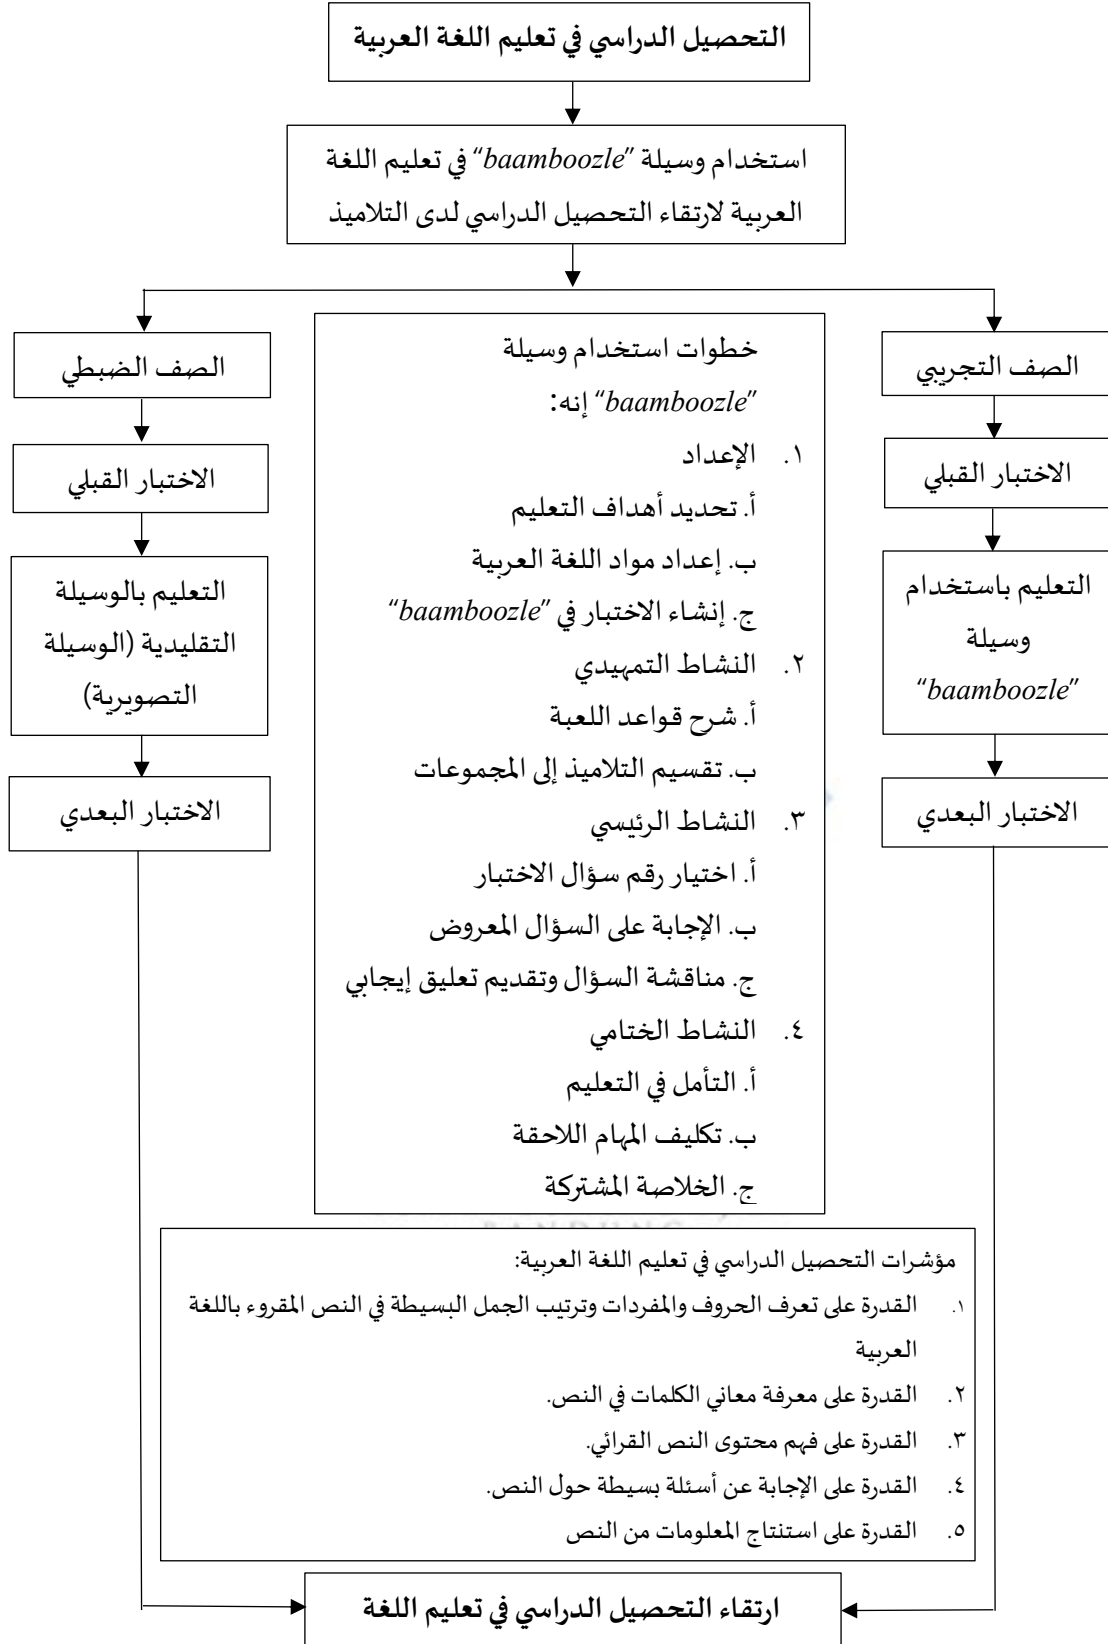 التحصيل الدراسي في تعليم اللغة العربية
استخدام وسيلة "baamboozle" في تعليم اللغة
العربية لارتقاء التحصيل الدراسي لدى التلاميذ
الصف التجريبي
الاختبار القبلي
التعليم باستخدام
وسيلة
"baamboozle"
الاختبار البعدي
خطوات استخدام وسيلة
"baamboozle" إنه:
١. الإعداد
أ. تحديد أهداف التعليم
ب. إعداد مواد اللغة العربية
ج. إنشاء الاختبار في "baamboozle"
٢. النشاط التمهيدي
أ. شرح قواعد اللعبة
ب. تقسيم التلاميذ إلى المجموعات
٣. النشاط الرئيسي
أ. اختيار رقم سؤال الاختبار
ب. الإجابة على السؤال المعروض
ج. مناقشة السؤال وتقديم تعليق إيجابي
٤. النشاط الختامي
أ. التأمل في التعليم
ب. تكليف المهام اللاحقة
ج. الخلاصة المشتركة
الصف الضبطي
الاختبار القبلي
التعليم بالوسيلة
التقليدية (الوسيلة
التصويرية)
الاختبار البعدي
مؤشرات التحصيل الدراسي في تعليم اللغة العربية:
١. القدرة على تعرف الحروف والمفردات وترتيب الجمل البسيطة في النص المقروء باللغة
العربية
٢. القدرة على معرفة معاني الكلمات في النص.
٣. القدرة على فهم محتوى النص القرائي.
٤. القدرة على الإجابة عن أسئلة بسيطة حول النص.
٥. القدرة على استنتاج المعلومات من النص
ارتقاء التحصيل الدراسي في تعليم اللغة